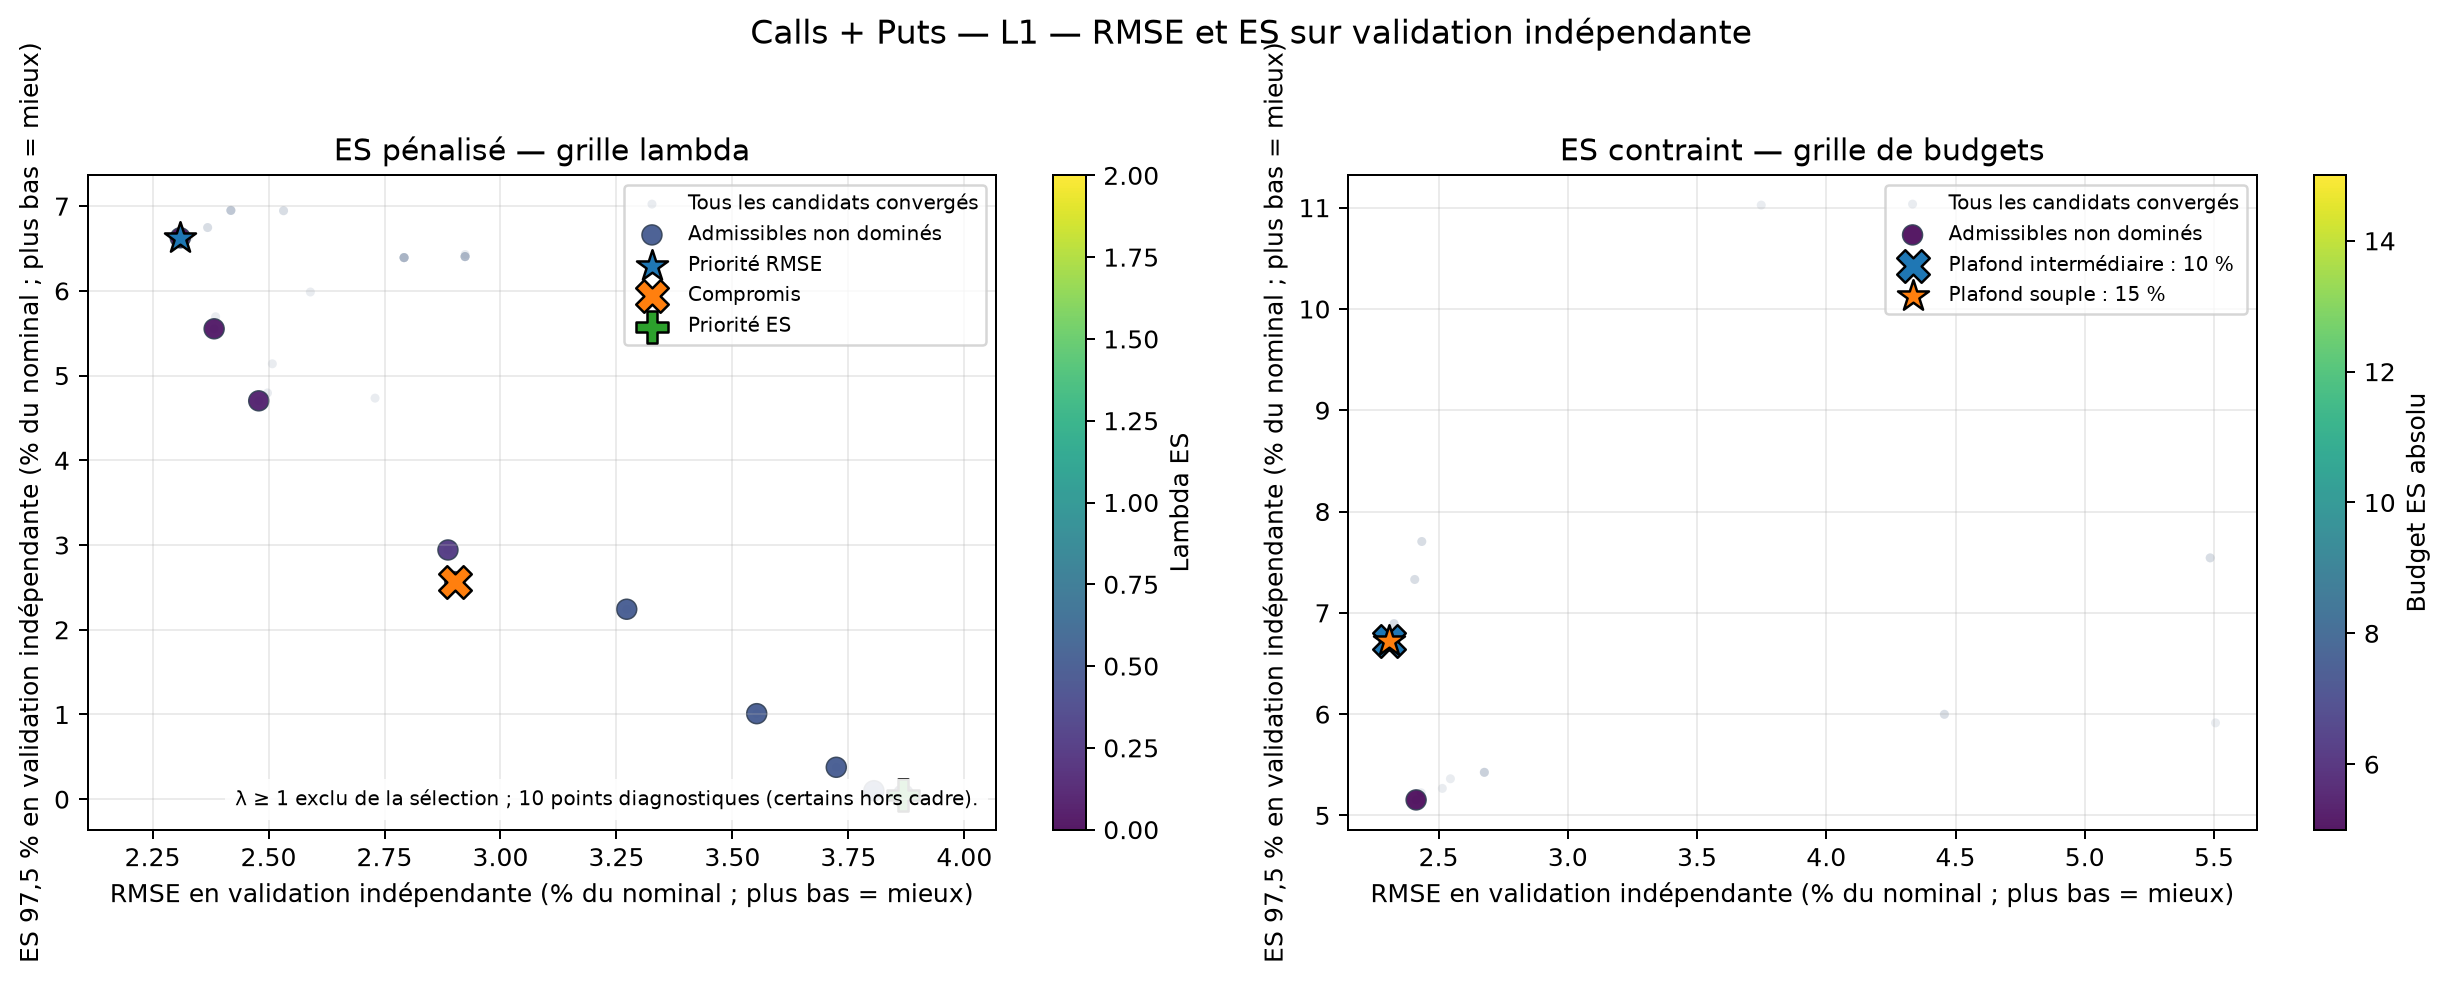 Calls + Puts — L1 — RMSE et ES sur validation indépendante
ES pénalisé — grille lambda
ES 97,5 % en validation indépendante (% du nominal ; plus bas = mieux)
7
6
5
4
3
2
1
0
Tous les candidats convergés
Admissibles non dominés
Priorité RMSE
Compromis
Priorité ES
λ ≥ 1 exclu de la sélection ; 10 points diagnostiques (certains hors cadre).
2.25 2.50 2.75 3.00 3.25 3.50 3.75 4.00
RMSE en validation indépendante (% du nominal ; plus bas = mieux)
2.00
1.75
1.50
1.25
1.00
0.75
0.50
0.25
0.00
Lambda ES
ES contraint — grille de budgets
ES 97,5 % en validation indépendante (% du nominal ; plus bas = mieux)
11
10
9
8
7
6
5
Tous les candidats convergés
Admissibles non dominés
Plafond intermédiaire : 10 %
Plafond souple : 15 %
2.5 3.0 3.5 4.0 4.5 5.0 5.5
RMSE en validation indépendante (% du nominal ; plus bas = mieux)
14
12
10
8
6
Budget ES absolu